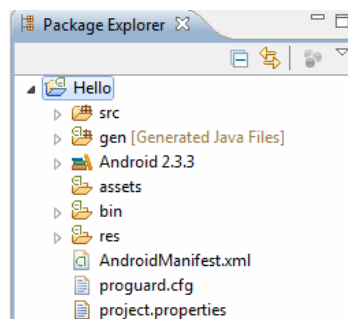 Package Explorer
Hello
src
gen [Generated Java Files]
Android 2.3.3
assets
bin
res
AndroidManifest.xml
proguard.cfg
project.properties